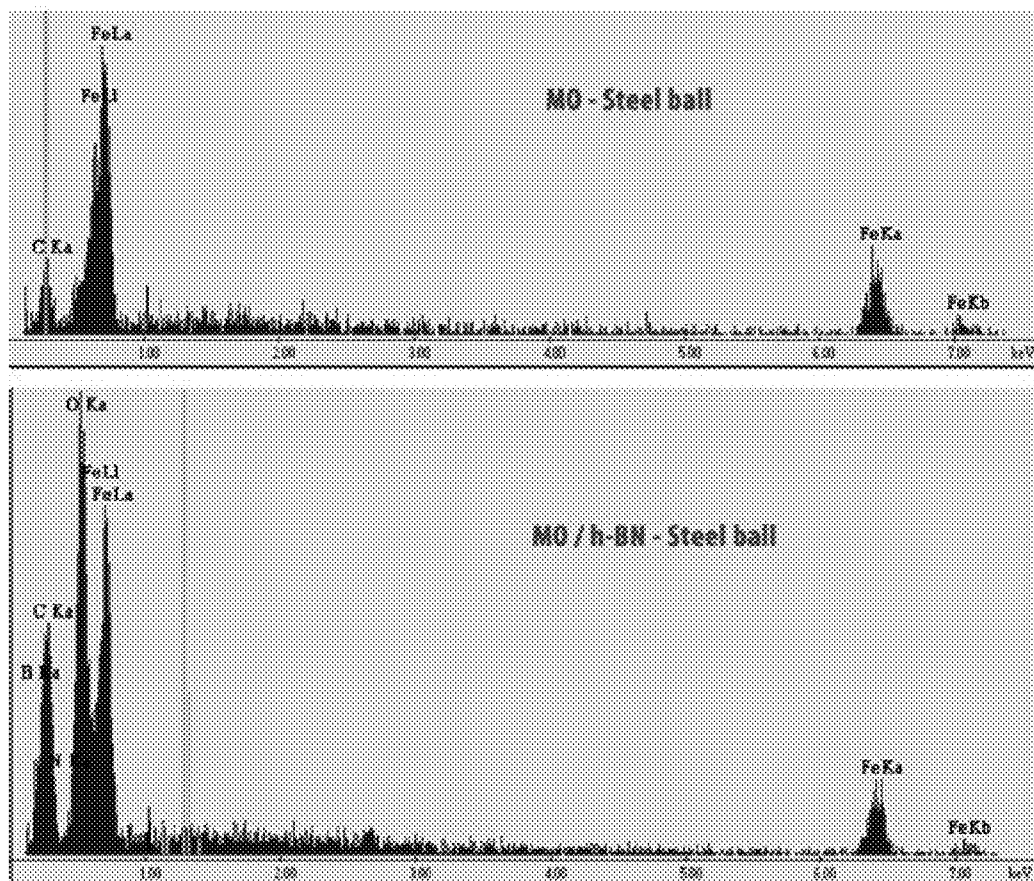 FeLa
FeLl
MO - Steel ball
C Ka
FeKa
FeKb
1.00 2.00 3.00 4.00 5.00 6.00 7.00 keV
O Ka
FeLl
FeLa
MO / h-BN - Steel ball
C Ka
B Ka
N
FeKa
FeKb
1.00 2.00 3.00 4.00 5.00 6.00 7.00 keV